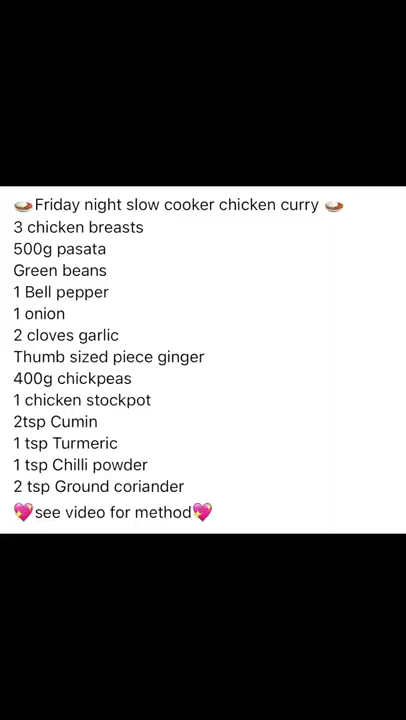 🍛Friday night slow cooker chicken curry 🍛
3 chicken breasts
500g pasata
Green beans
1 Bell pepper
1 onion
2 cloves garlic
Thumb sized piece ginger
400g chickpeas
1 chicken stockpot
2tsp Cumin
1 tsp Turmeric
1 tsp Chilli powder
2 tsp Ground coriander
💖see video for method💖